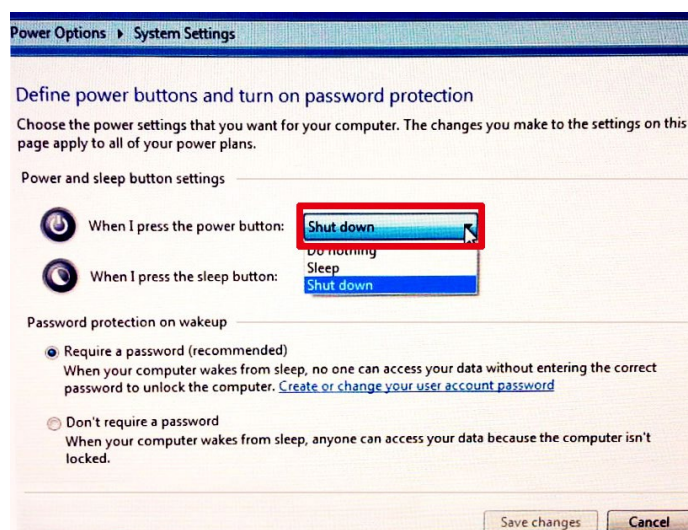 Power Options ▸ System Settings
Define power buttons and turn on password protection
Choose the power settings that you want for your computer. The changes you make to the settings on this
page apply to all of your power plans.
Power and sleep button settings
When I press the power button: Shut down
Do nothing
Sleep
When I press the sleep button: Shut down
Password protection on wakeup
Require a password (recommended)
When your computer wakes from sleep, no one can access your data without entering the correct
password to unlock the computer. Create or change your user account password
Don't require a password
When your computer wakes from sleep, anyone can access your data because the computer isn't
locked.
Save changes Cancel